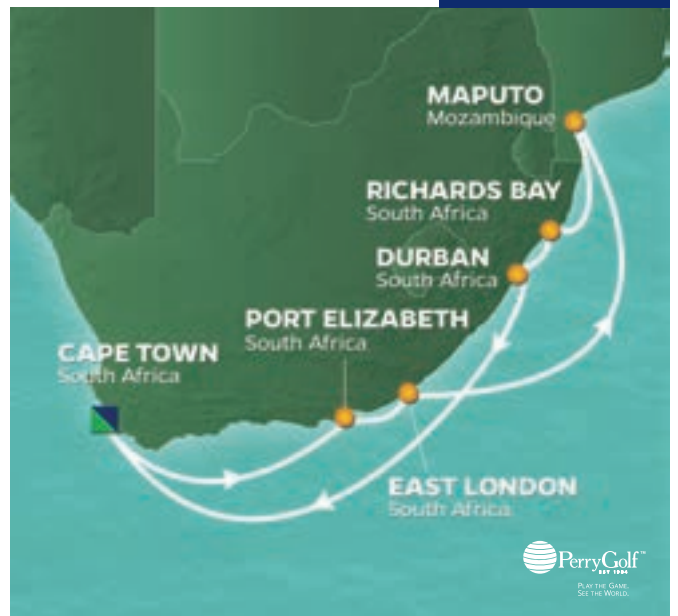 MAPUTO
Mozambique
RICHARDS BAY
South Africa
DURBAN
South Africa
PORT ELIZABETH
South Africa
CAPE TOWN
South Africa
EAST LONDON
South Africa
PerryGolf™
EST 1984
PLAY THE GAME.
SEE THE WORLD.